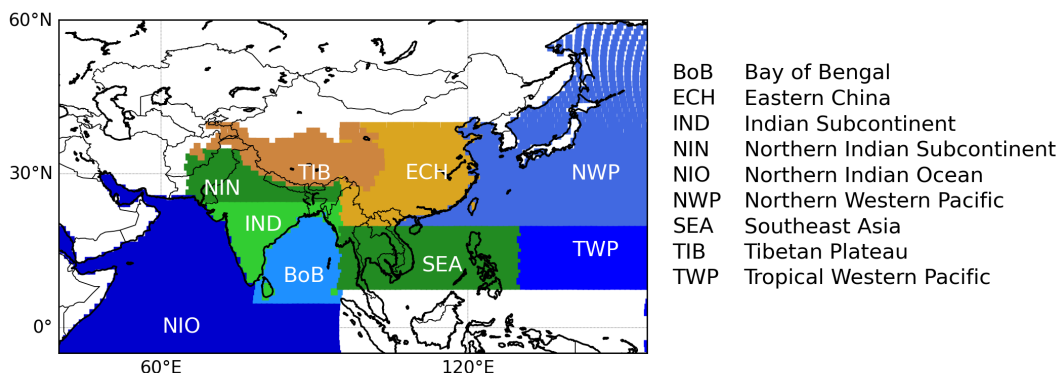 60°N
30°N
0°
60°E
120°E
TIB
ECH
NWP
NIN
IND
TWP
SEA
BoB
NIO
BoB Bay of Bengal
ECH Eastern China
IND Indian Subcontinent
NIN Northern Indian Subcontinent
NIO Northern Indian Ocean
NWP Northern Western Pacific
SEA Southeast Asia
TIB Tibetan Plateau
TWP Tropical Western Pacific